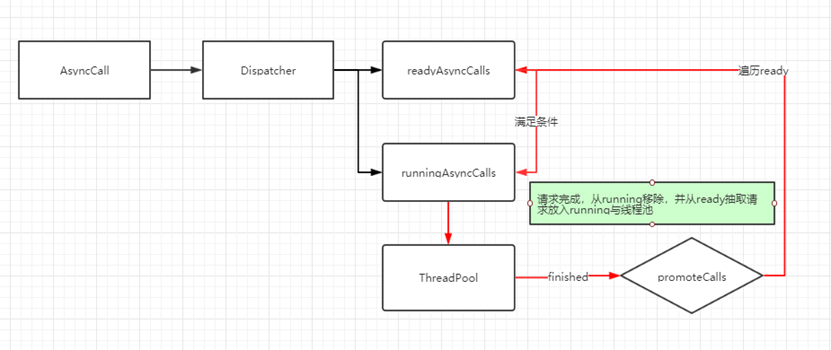 AsyncCall
Dispatcher
readyAsyncCalls
遍历ready
满足条件
runningAsyncCalls
请求完成，从running移除，并从ready抽取请
求放入running与线程池
ThreadPool
finished
promoteCalls